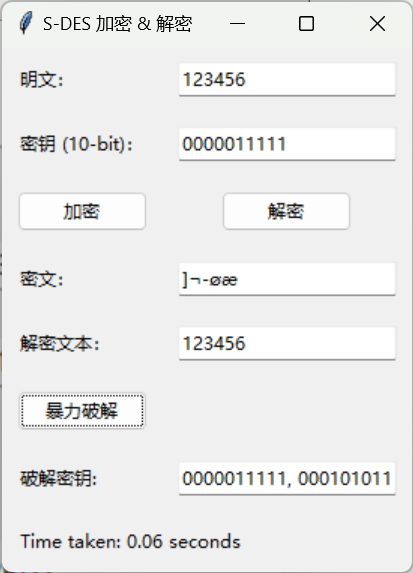 S-DES 加密 & 解密
明文: 123456
密钥 (10-bit): 0000011111
加密 解密
密文: ]¬-øæ
解密文本: 123456
暴力破解
破解密钥: 0000011111, 000101011
Time taken: 0.06 seconds